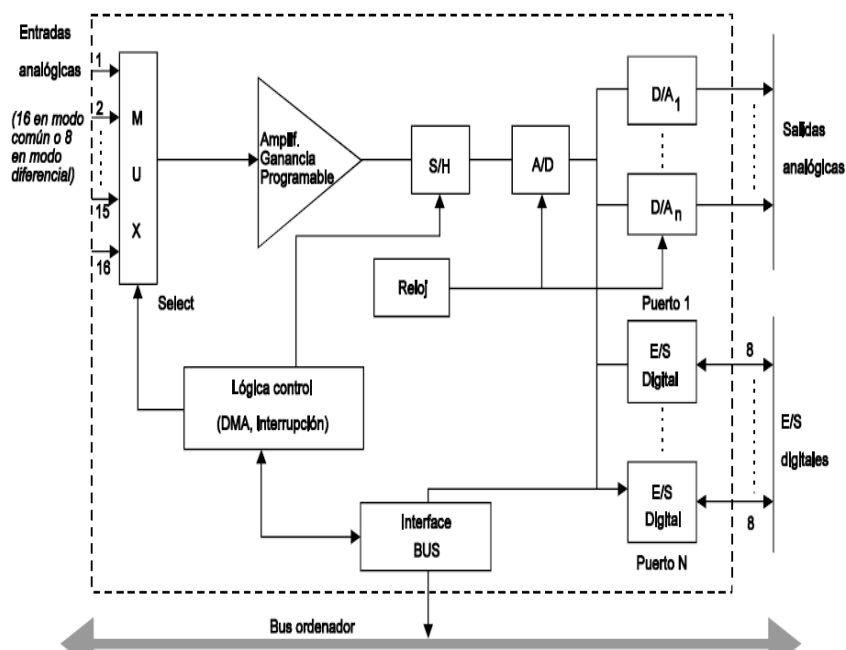 Entradas
analógicas
(16 en modo
común o 8
en modo
diferencial)
1
2
15
16
M
U
X
Select
Amplif.
Ganancia
Programable
S/H
A/D
Reloj
D/A1
D/An
Salidas
analógicas
Puerto 1
E/S
Digital
8
E/S
digitales
E/S
Digital
8
Puerto N
Lógica control
(DMA, Interrupción)
Interface
BUS
Bus ordenador